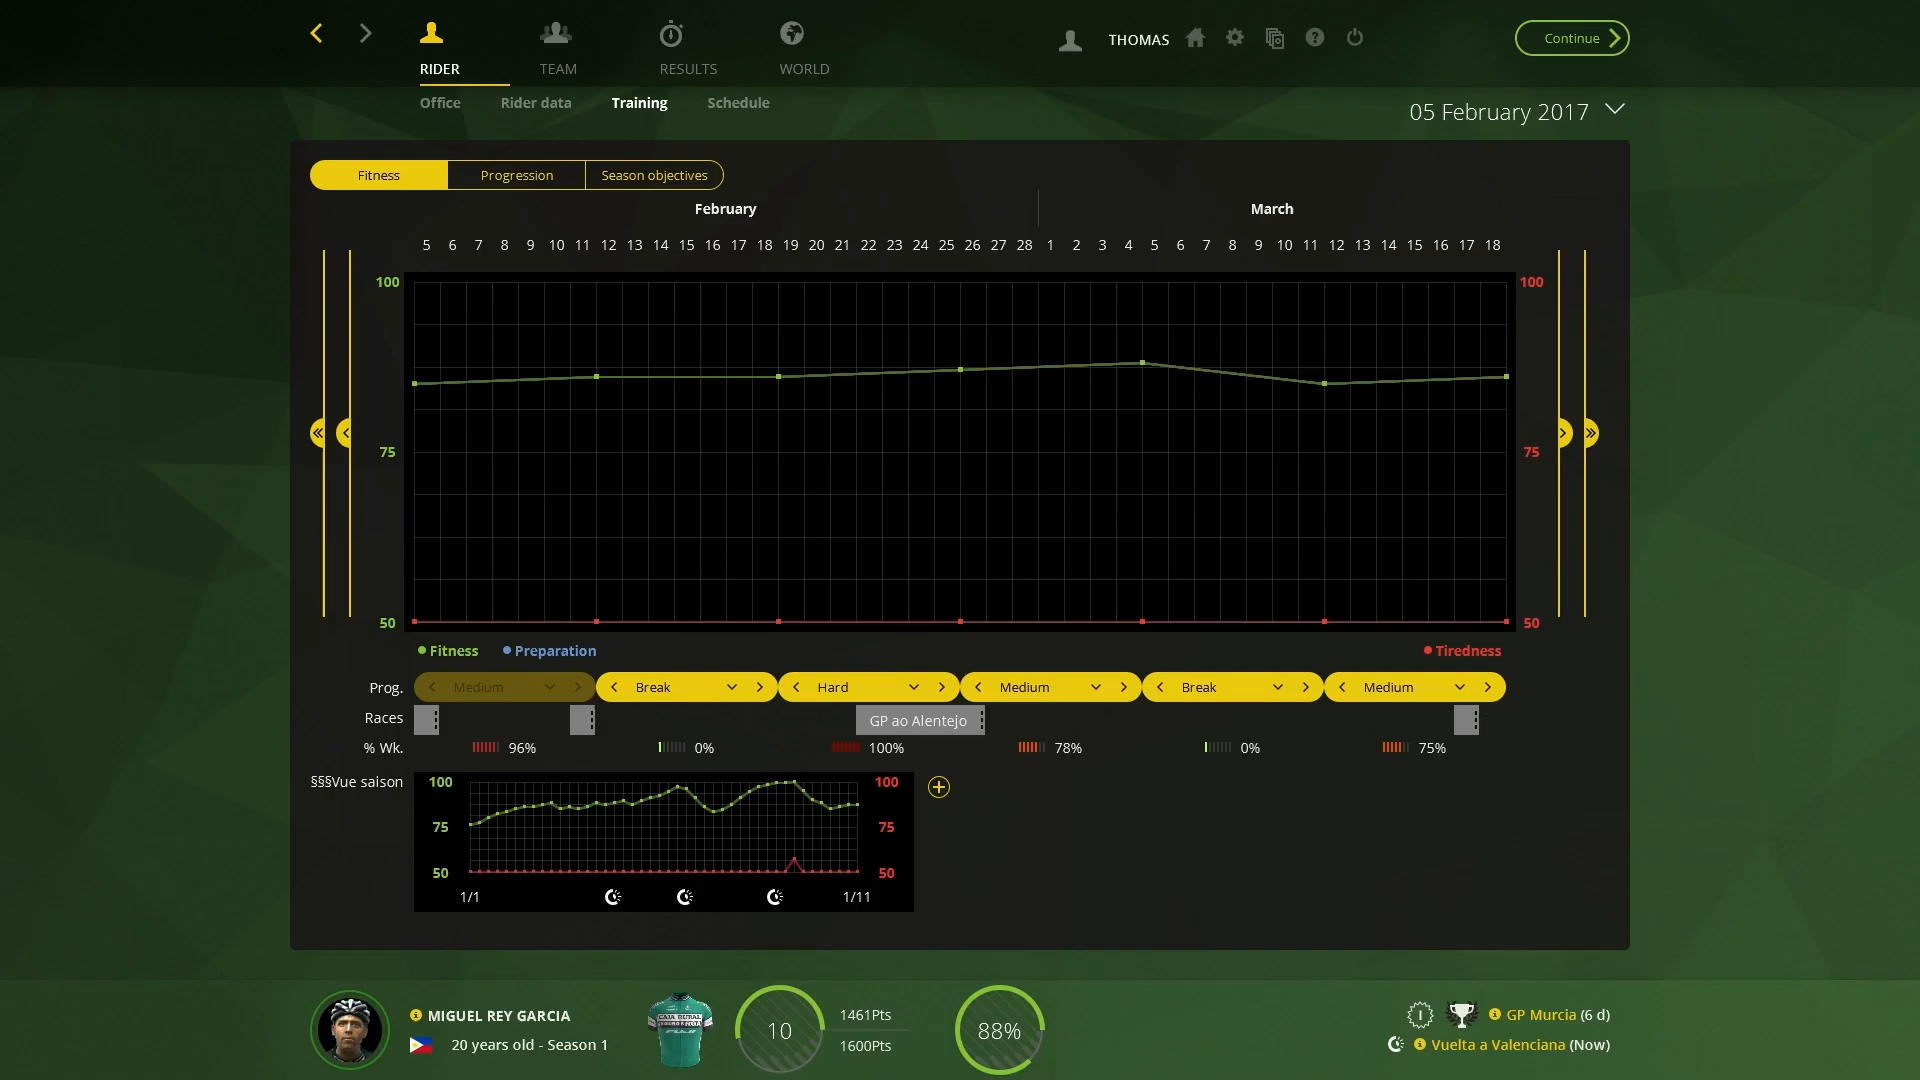 RIDER TEAM RESULTS WORLD
THOMAS
Continue
Office Rider data Training Schedule
05 February 2017
Fitness Progression Season objectives
February March
5 6 7 8 9 10 11 12 13 14 15 16 17 18 19 20 21 22 23 24 25 26 27 28 1 2 3 4 5 6 7 8 9 10 11 12 13 14 15 16 17 18
100 100
75 75
50 50
Fitness Preparation Tiredness
Prog. Medium Break Hard Medium Break Medium
Races GP ao Alentejo
% Wk. 96% 0% 100% 78% 0% 75%
§§§Vue saison 100 100
75 75
50 50
1/1 1/11
MIGUEL REY GARCIA
20 years old - Season 1
CAJA RURAL
10
1461Pts
1600Pts
88%
GP Murcia (6 d)
Vuelta a Valenciana (Now)